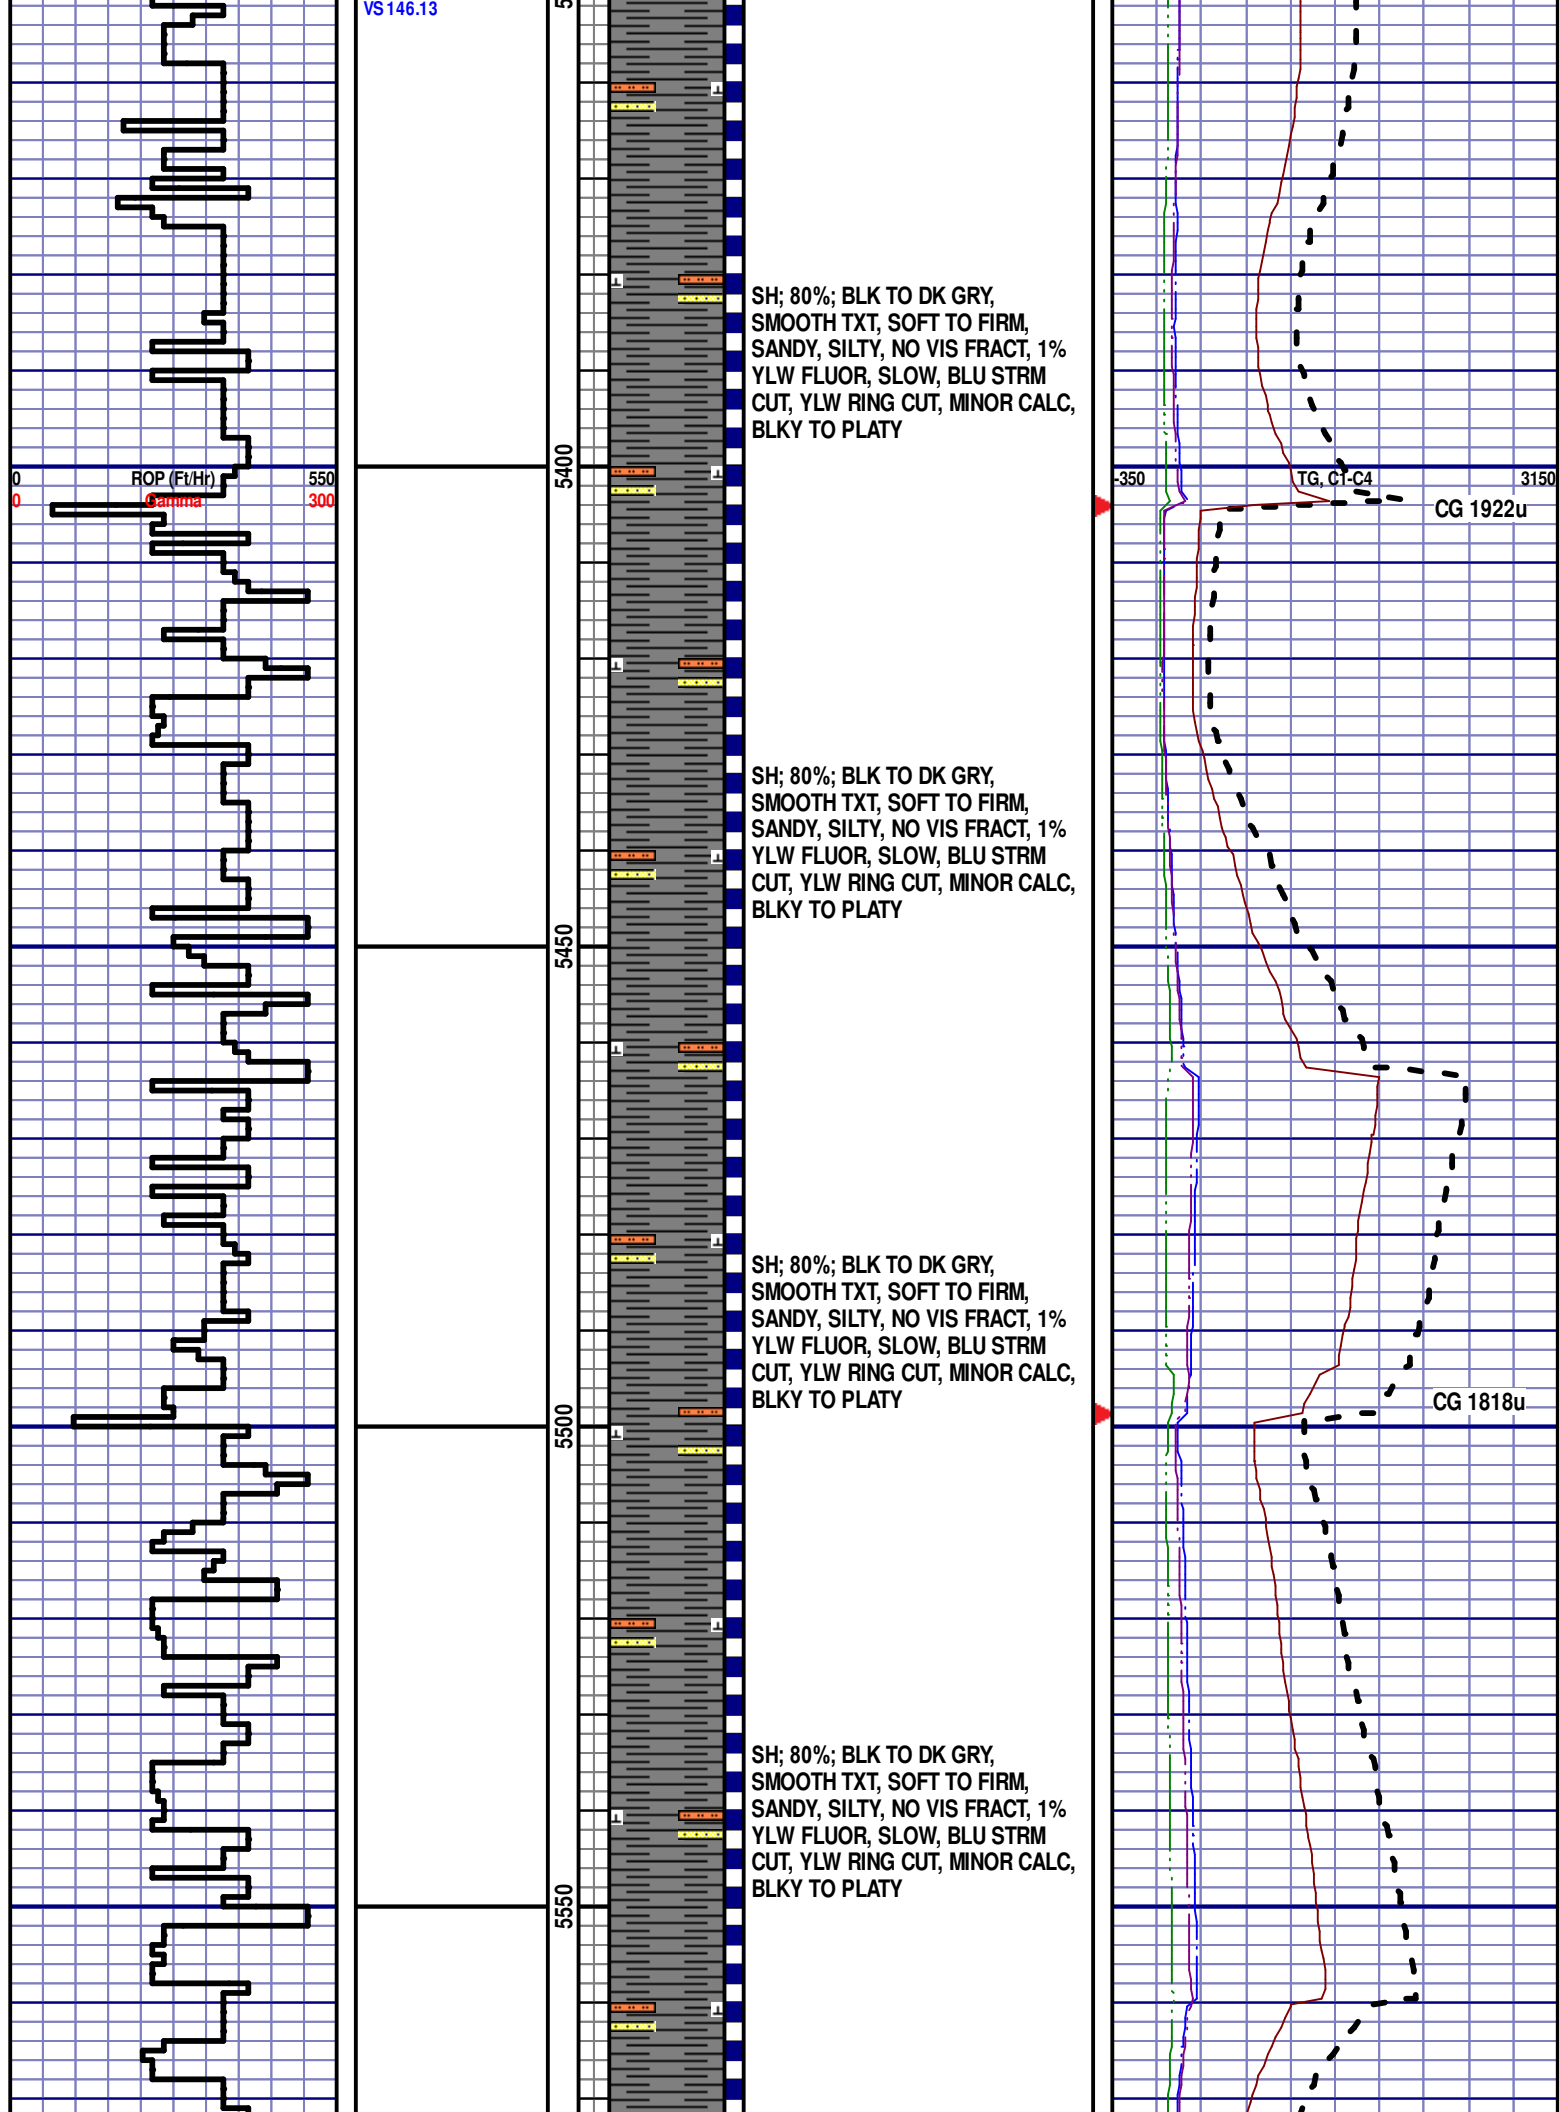 VS 146.13
SH; 80%; BLK TO DK GRY,
SMOOTH TXT, SOFT TO FIRM,
SANDY, SILTY, NO VIS FRACT, 1%
YLW FLUOR, SLOW, BLU STRM
CUT, YLW RING CUT, MINOR CALC,
BLKY TO PLATY
5400
0 ROP (Ft/Hr) 550
0 Gamma 300
-350 TG, C1-C4 3150
CG 1922u
SH; 80%; BLK TO DK GRY,
SMOOTH TXT, SOFT TO FIRM,
SANDY, SILTY, NO VIS FRACT, 1%
YLW FLUOR, SLOW, BLU STRM
CUT, YLW RING CUT, MINOR CALC,
BLKY TO PLATY
5450
SH; 80%; BLK TO DK GRY,
SMOOTH TXT, SOFT TO FIRM,
SANDY, SILTY, NO VIS FRACT, 1%
YLW FLUOR, SLOW, BLU STRM
CUT, YLW RING CUT, MINOR CALC,
BLKY TO PLATY
CG 1818u
5500
SH; 80%; BLK TO DK GRY,
SMOOTH TXT, SOFT TO FIRM,
SANDY, SILTY, NO VIS FRACT, 1%
YLW FLUOR, SLOW, BLU STRM
CUT, YLW RING CUT, MINOR CALC,
BLKY TO PLATY
5550